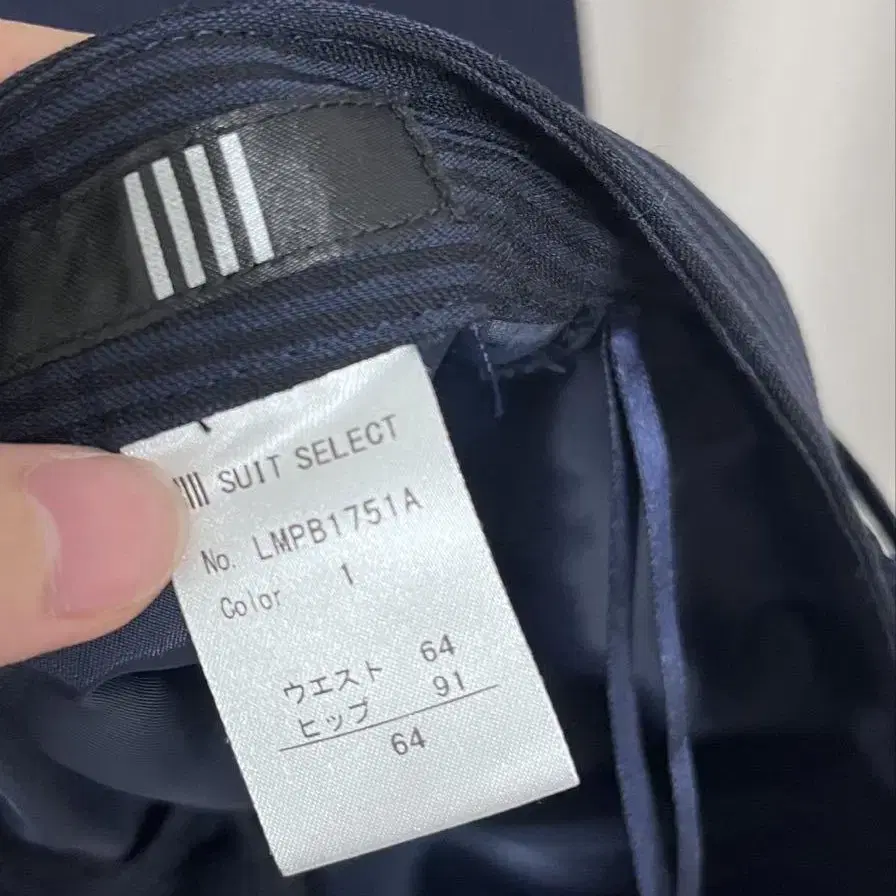 SUIT SELECT
No. LMPB1751A
Color 1
ウエスト 64
ヒップ 91
64